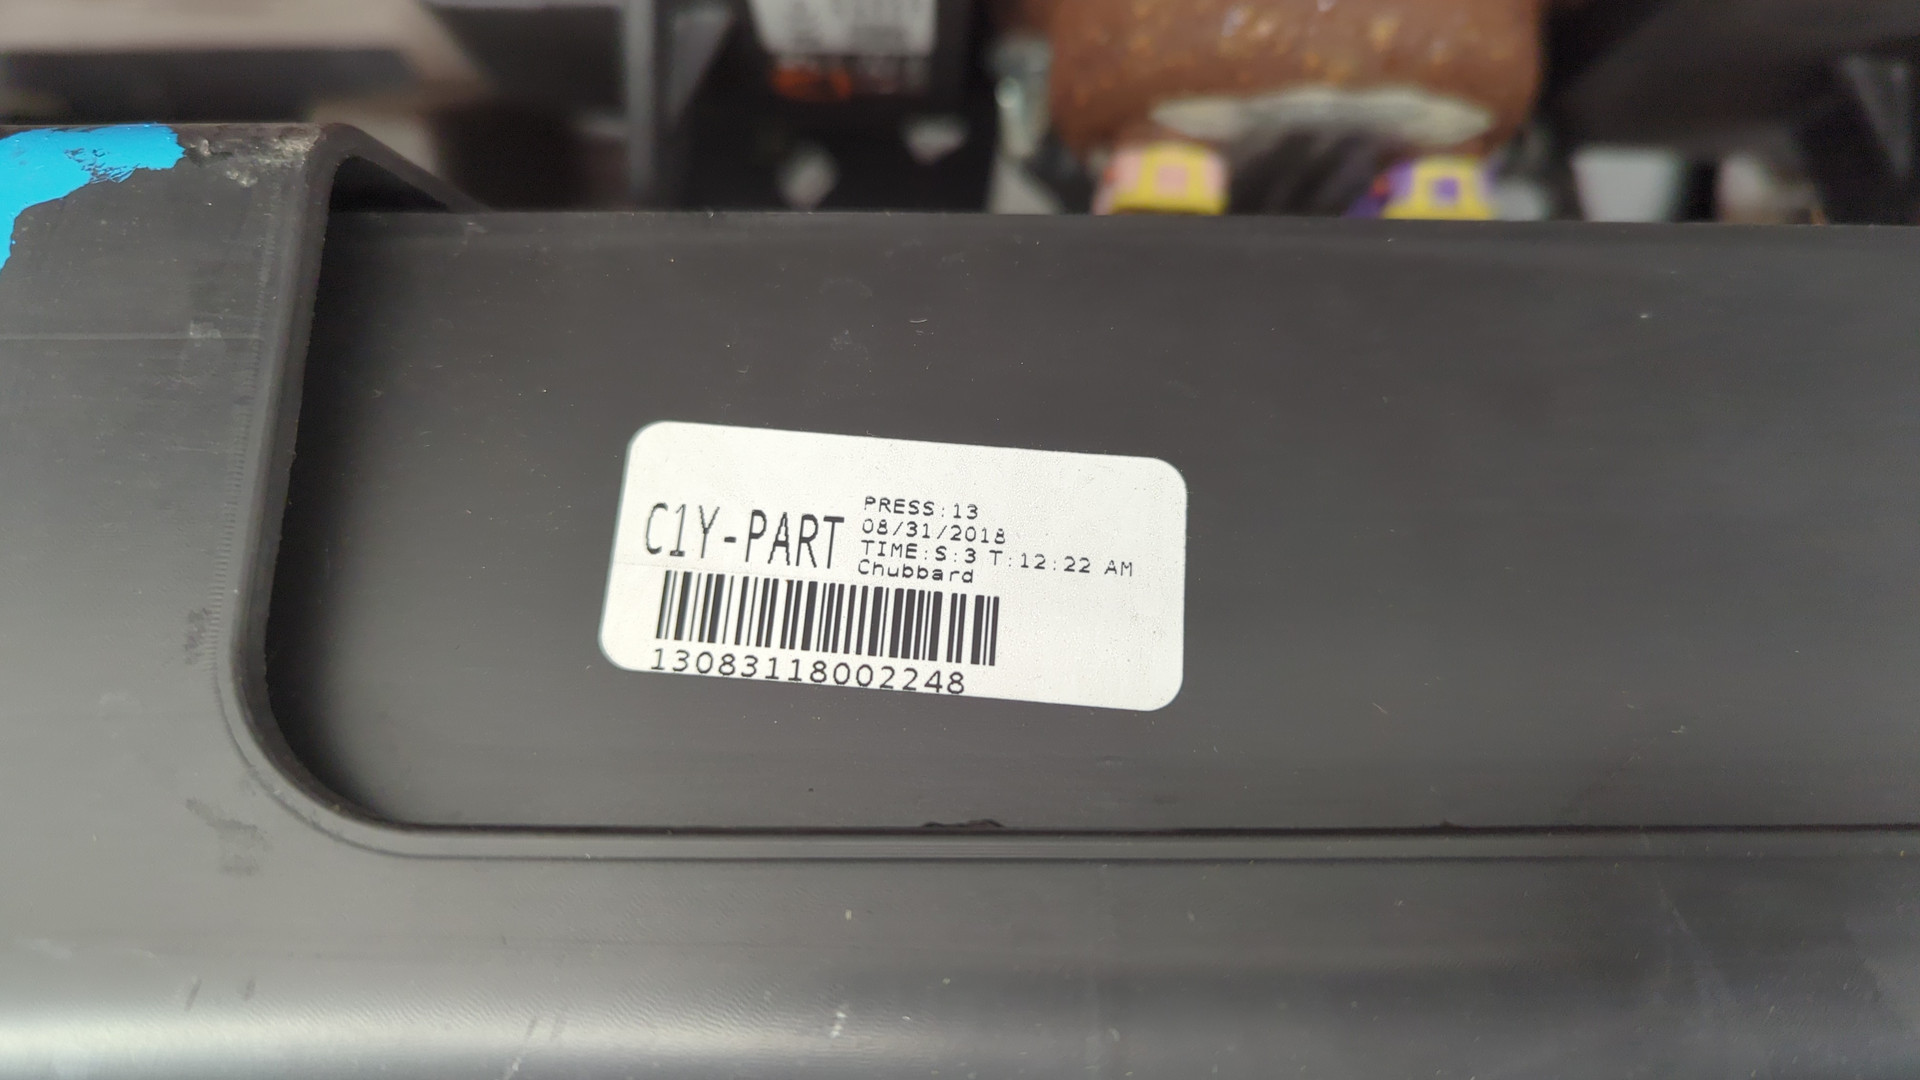 C1Y-PART
PRESS:13
08/31/2018
TIME:S:3 T:12:22 AM
Chubbard
13083118002248